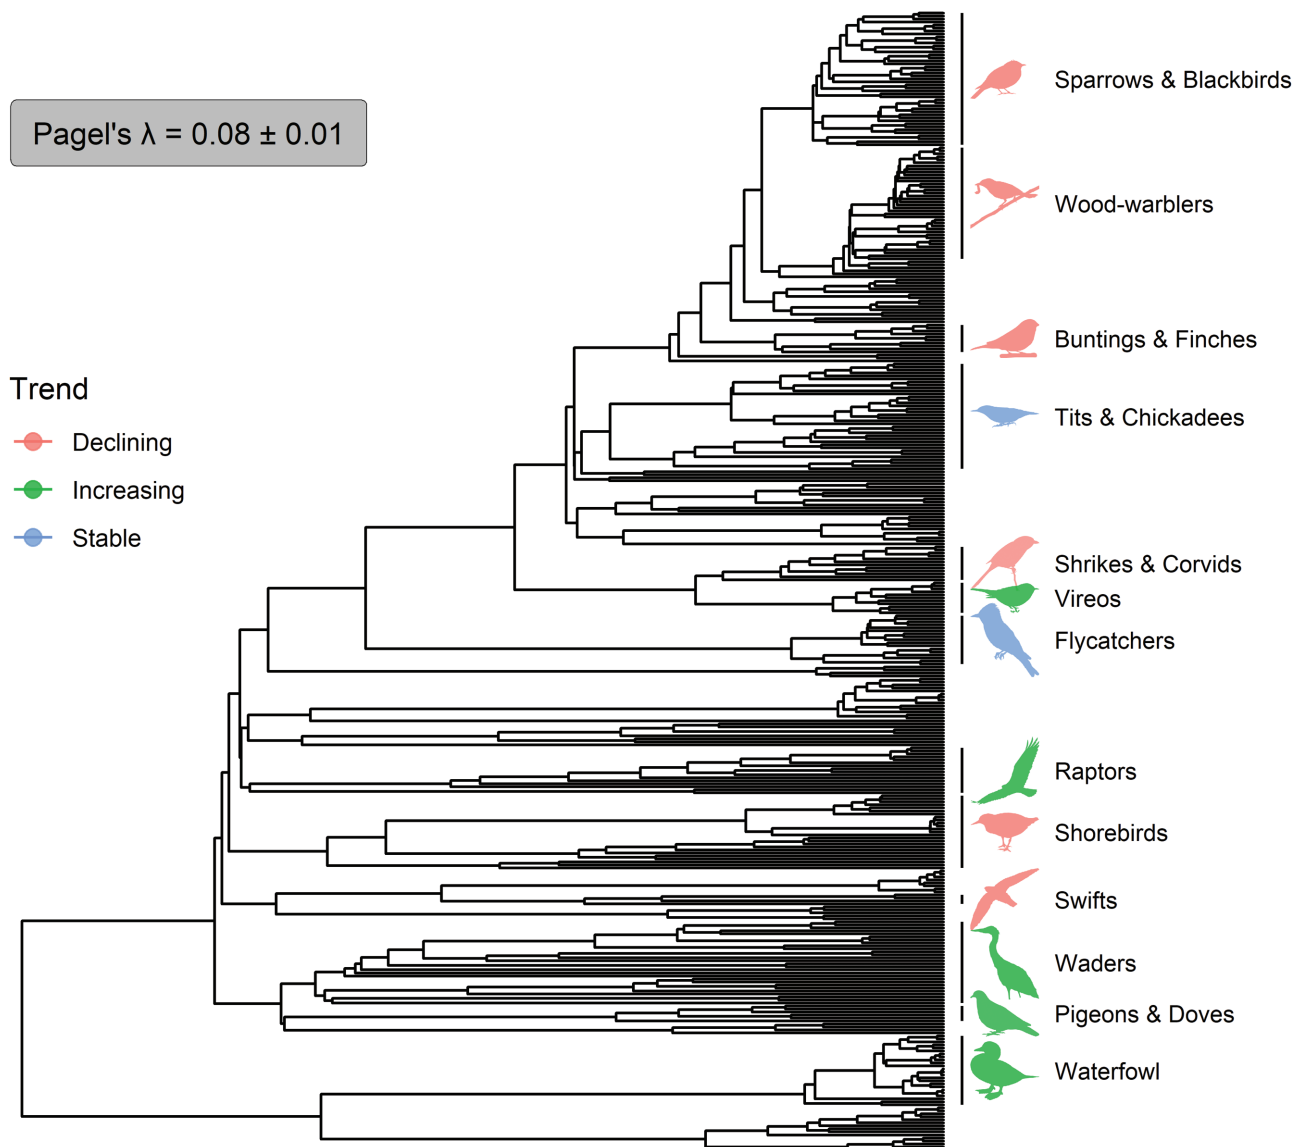 Pagel's λ = 0.08 ± 0.01
Trend
Declining
Increasing
Stable
Sparrows & Blackbirds
Wood-warblers
Buntings & Finches
Tits & Chickadees
Shrikes & Corvids
Vireos
Flycatchers
Raptors
Shorebirds
Swifts
Waders
Pigeons & Doves
Waterfowl